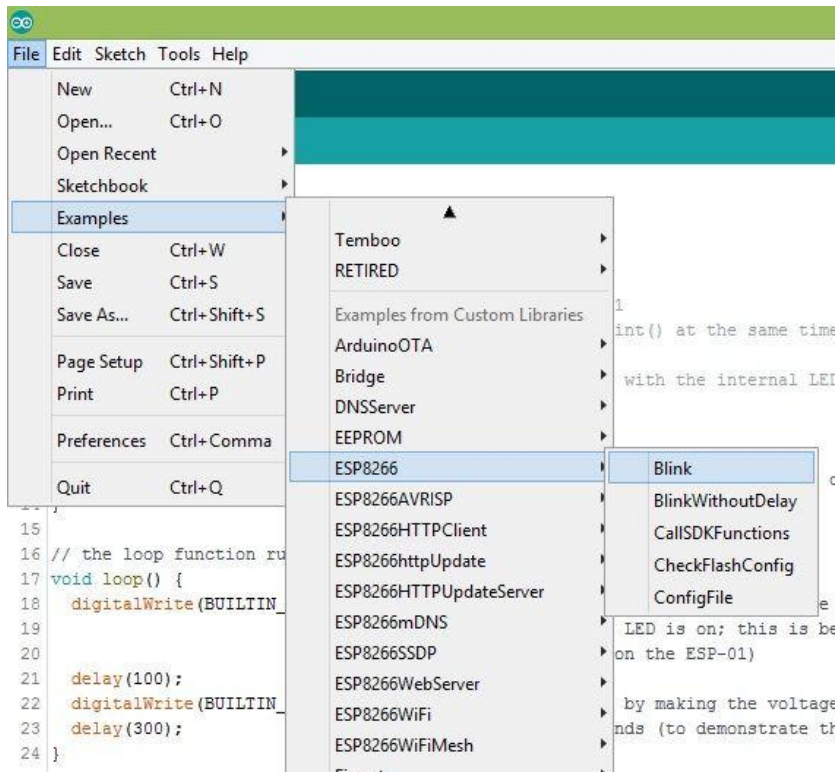 File Edit Sketch Tools Help
New Ctrl+N
Open... Ctrl+O
Open Recent
Sketchbook
Examples
Close Ctrl+W
Save Ctrl+S
Save As... Ctrl+Shift+S
Page Setup Ctrl+Shift+P
Print Ctrl+P
Preferences Ctrl+Comma
Quit Ctrl+Q
Temboo
RETIRED
Examples from Custom Libraries
ArduinoOTA
Bridge
DNSServer
EEPROM
ESP8266
ESP8266AVRISP
ESP8266HTTPClient
ESP8266httpUpdate
ESP8266HTTPUpdateServer
ESP8266mDNS
ESP8266SSDP
ESP8266WebServer
ESP8266WiFi
ESP8266WiFiMesh
Blink
BlinkWithoutDelay
CallSDKFunctions
CheckFlashConfig
ConfigFile
1
int() at the same time
with the internal LED
}
15
16 // the loop function ru
17 void loop() {
18 digitalWrite(BUILTIN_ e
19 LED is on; this is be
20 on the ESP-01)
21 delay(100);
22 digitalWrite(BUILTIN_ by making the voltage
23 delay(300); nds (to demonstrate th
24 }